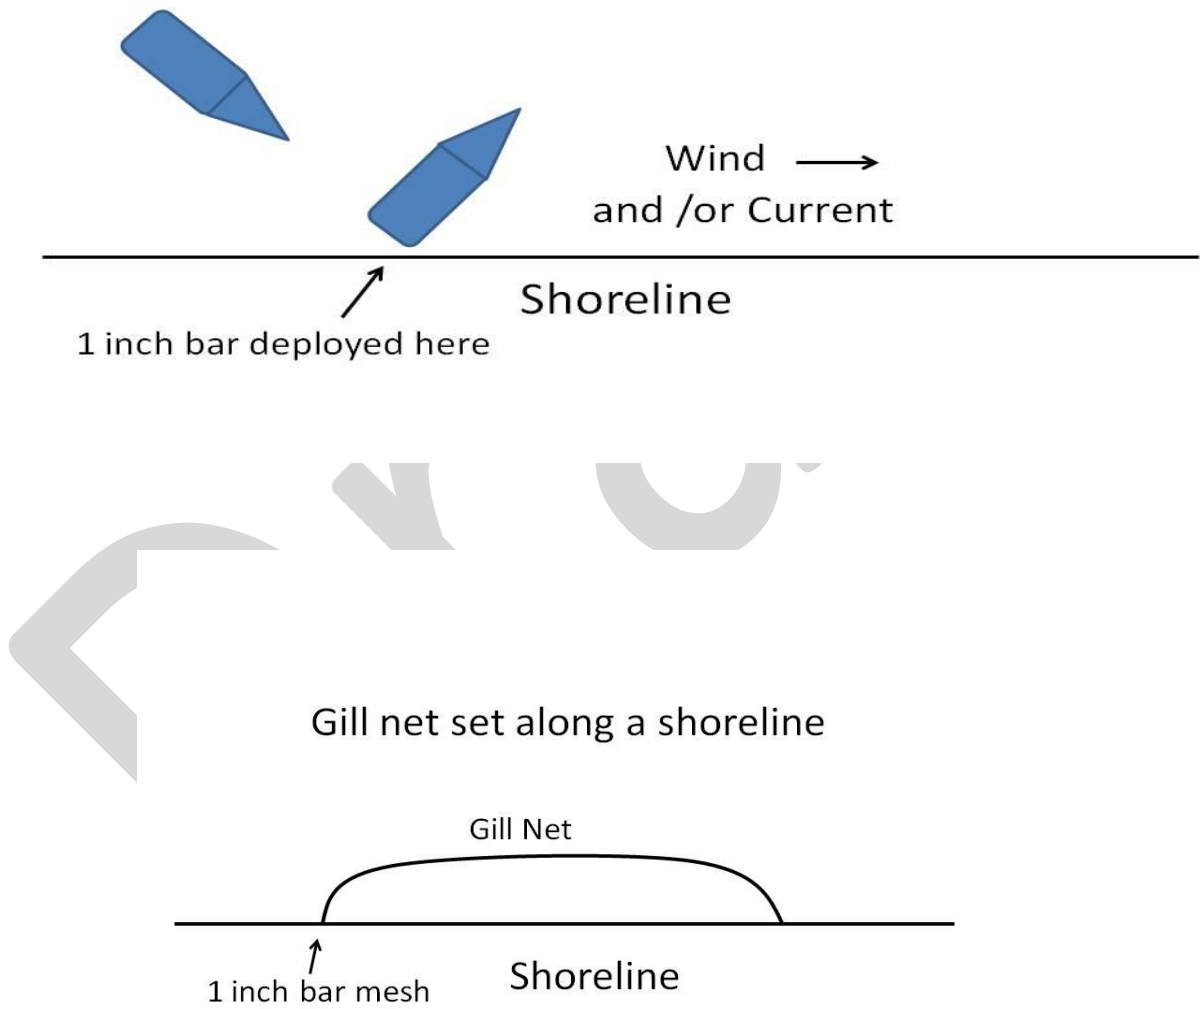 Wind
and /or Current
Shoreline
1 inch bar deployed here
Gill net set along a shoreline
Gill Net
1 inch bar mesh
Shoreline